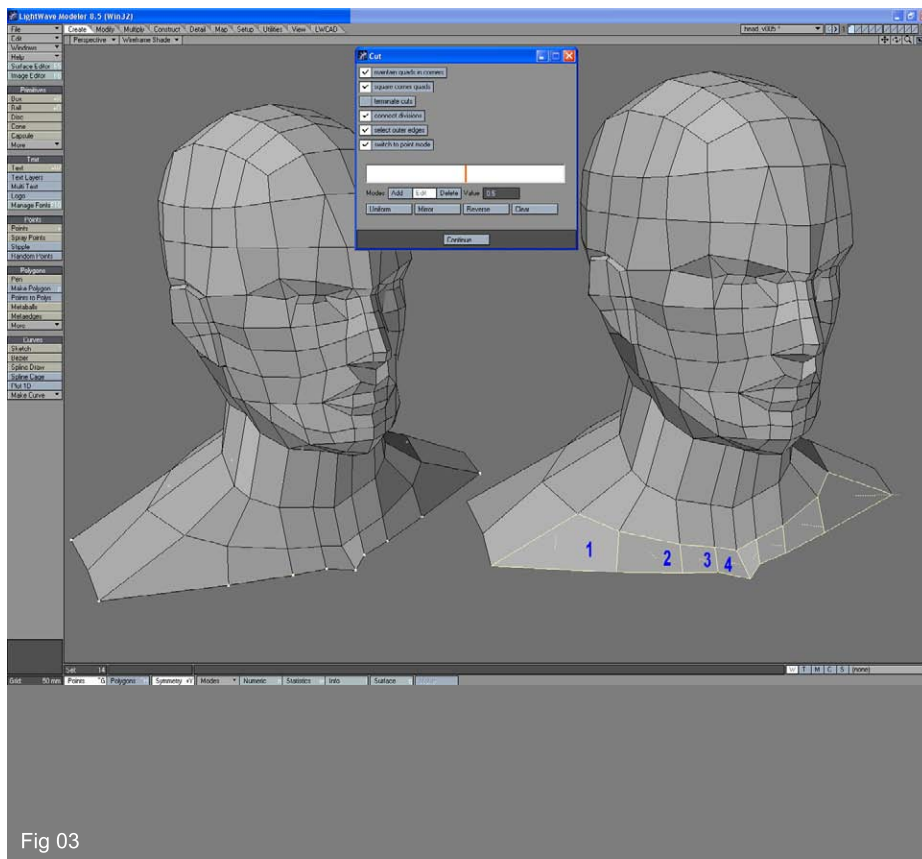 LightWave Modeler 8.5 (Win32)
File
Edit
Windows
Help
Surface Editor
Image Editor
Create Modify Multiply Construct Detail Map Setup Utilities View LWCAD
head_v005 *
Perspective Wireframe Shade
Primitives
Box
Ball
Disc
Cone
Capsule
More
Text
Text
Text Layers
Multi Text
Logo
Manage Fonts
Points
Points
Spray Points
Stipple
Random Points
Polygons
Pen
Make Polygon
Points to Polys
Metaballs
Metaedges
More
Curves
Sketch
Bezier
Spline Draw
Spline Cage
Plot 1D
Make Curve
Cut
maintain quads in corners
square corner quads
terminate cuts
connect divisions
select outer edges
switch to point mode
Modes Add Edit Delete Value 0.5
Uniform Mirror Reverse Clear
Continue
1 2 3 4
Sel: 14
W T M C S (none)
Grid: 50 mm Points Polygons Symmetry Modes Numeric Statistics Info Surface
Fig 03